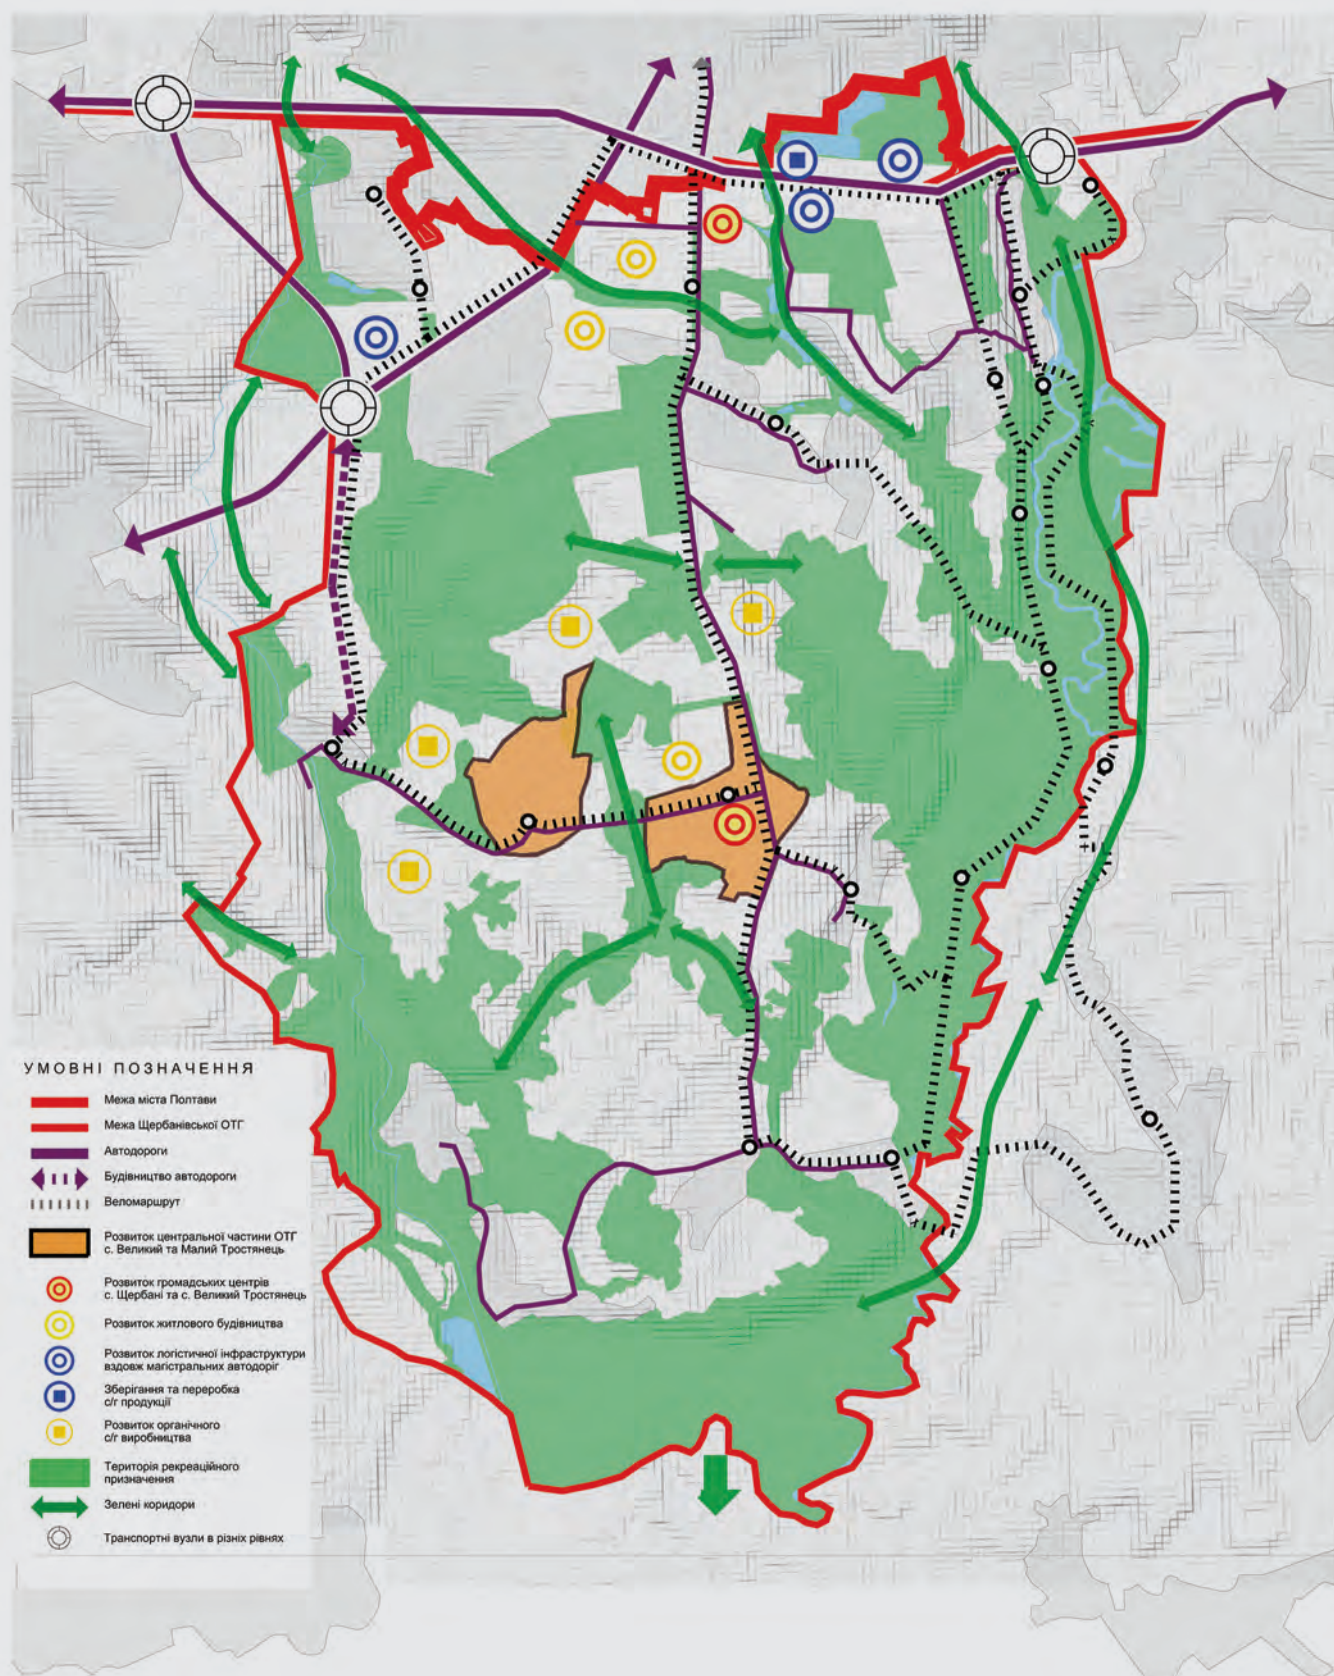 УМОВНІ ПОЗНАЧЕННЯ
Межа міста Полтави
Межа Щербанівської ОТГ
Автодороги
Будівництво автодороги
Веломаршрут
Розвиток центральної частини ОТГ
с. Великий та Малий Тростянець
Розвиток громадських центрів
с. Щербані та с. Великий Тростянець
Розвиток житлового будівництва
Розвиток логістичної інфраструктури
вздовж магістральних автодоріг
Зберігання та переробка
с/г продукції
Розвиток органічного
с/г виробництва
Територія рекреаційного
призначення
Зелені коридори
Транспортні вузли в різніх рівнях